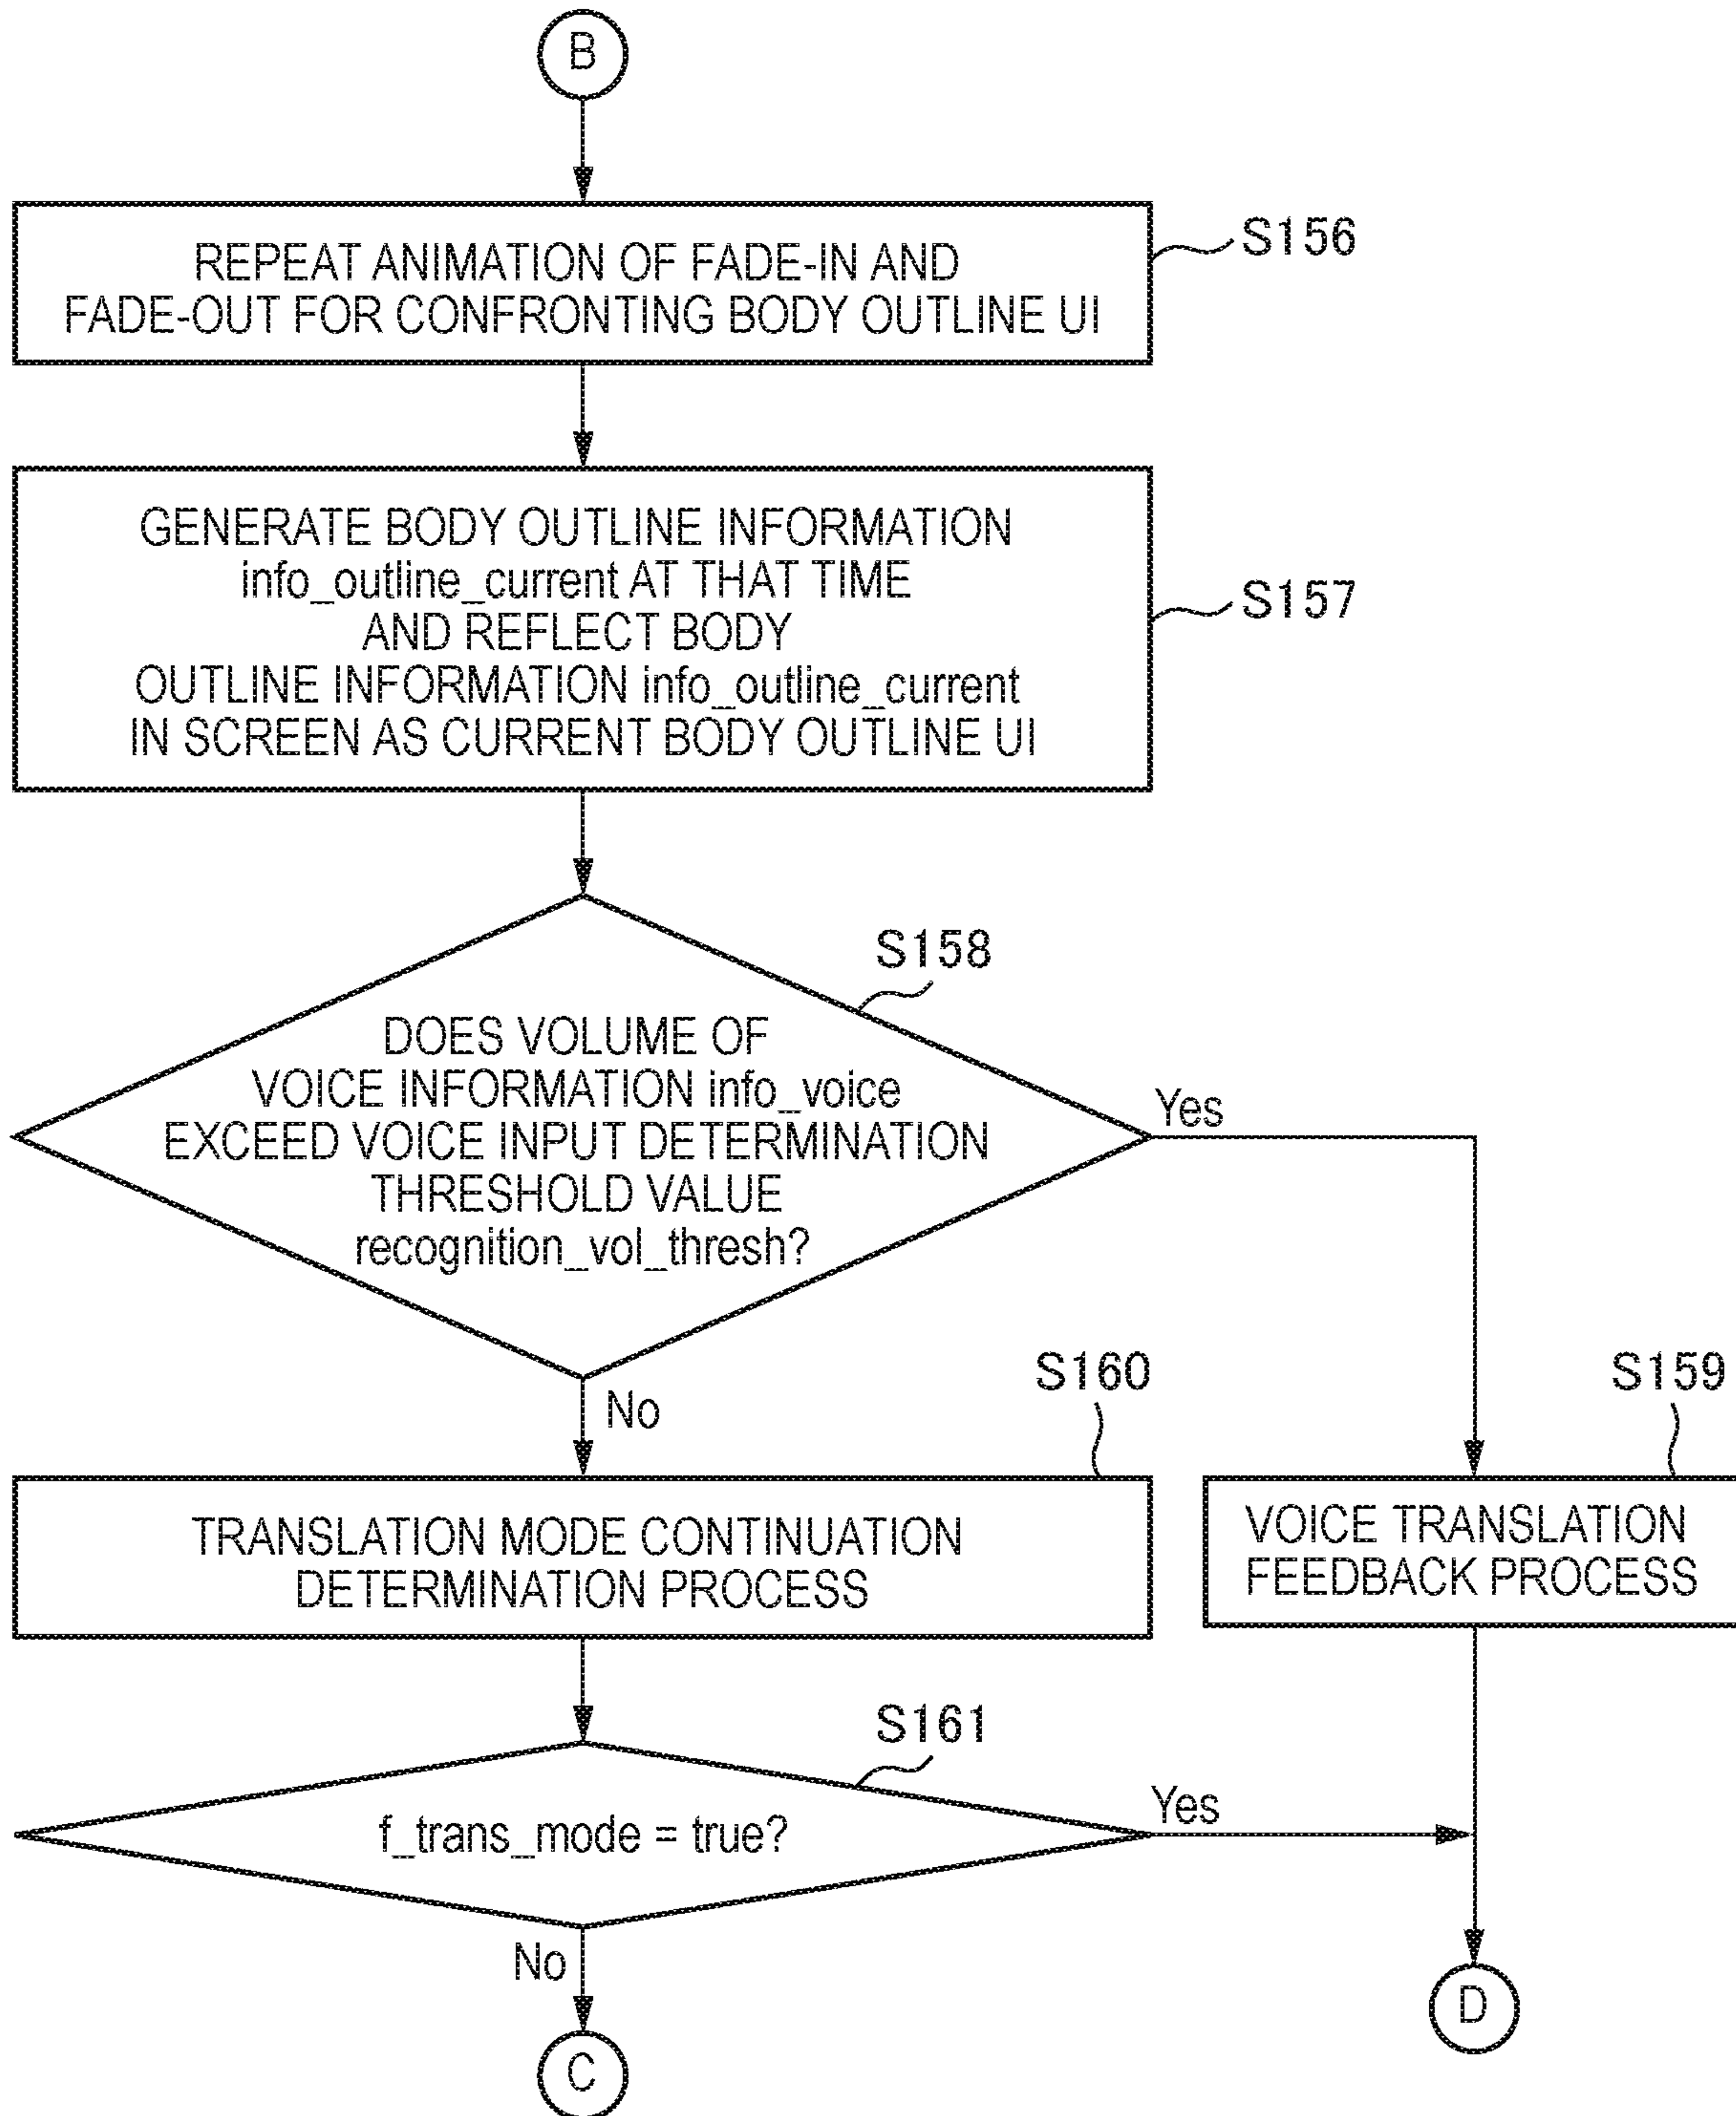 B
REPEAT ANIMATION OF FADE-IN AND
FADE-OUT FOR CONFRONTING BODY OUTLINE UI
S156
GENERATE BODY OUTLINE INFORMATION
info_outline_current AT THAT TIME
AND REFLECT BODY
OUTLINE INFORMATION info_outline_current
IN SCREEN AS CURRENT BODY OUTLINE UI
S157
S158
DOES VOLUME OF
VOICE INFORMATION info_voice
EXCEED VOICE INPUT DETERMINATION
THRESHOLD VALUE
recognition_vol_thresh?
Yes
No
S160
TRANSLATION MODE CONTINUATION
DETERMINATION PROCESS
S159
VOICE TRANSLATION
FEEDBACK PROCESS
S161
f_trans_mode = true?
Yes
No
C
D